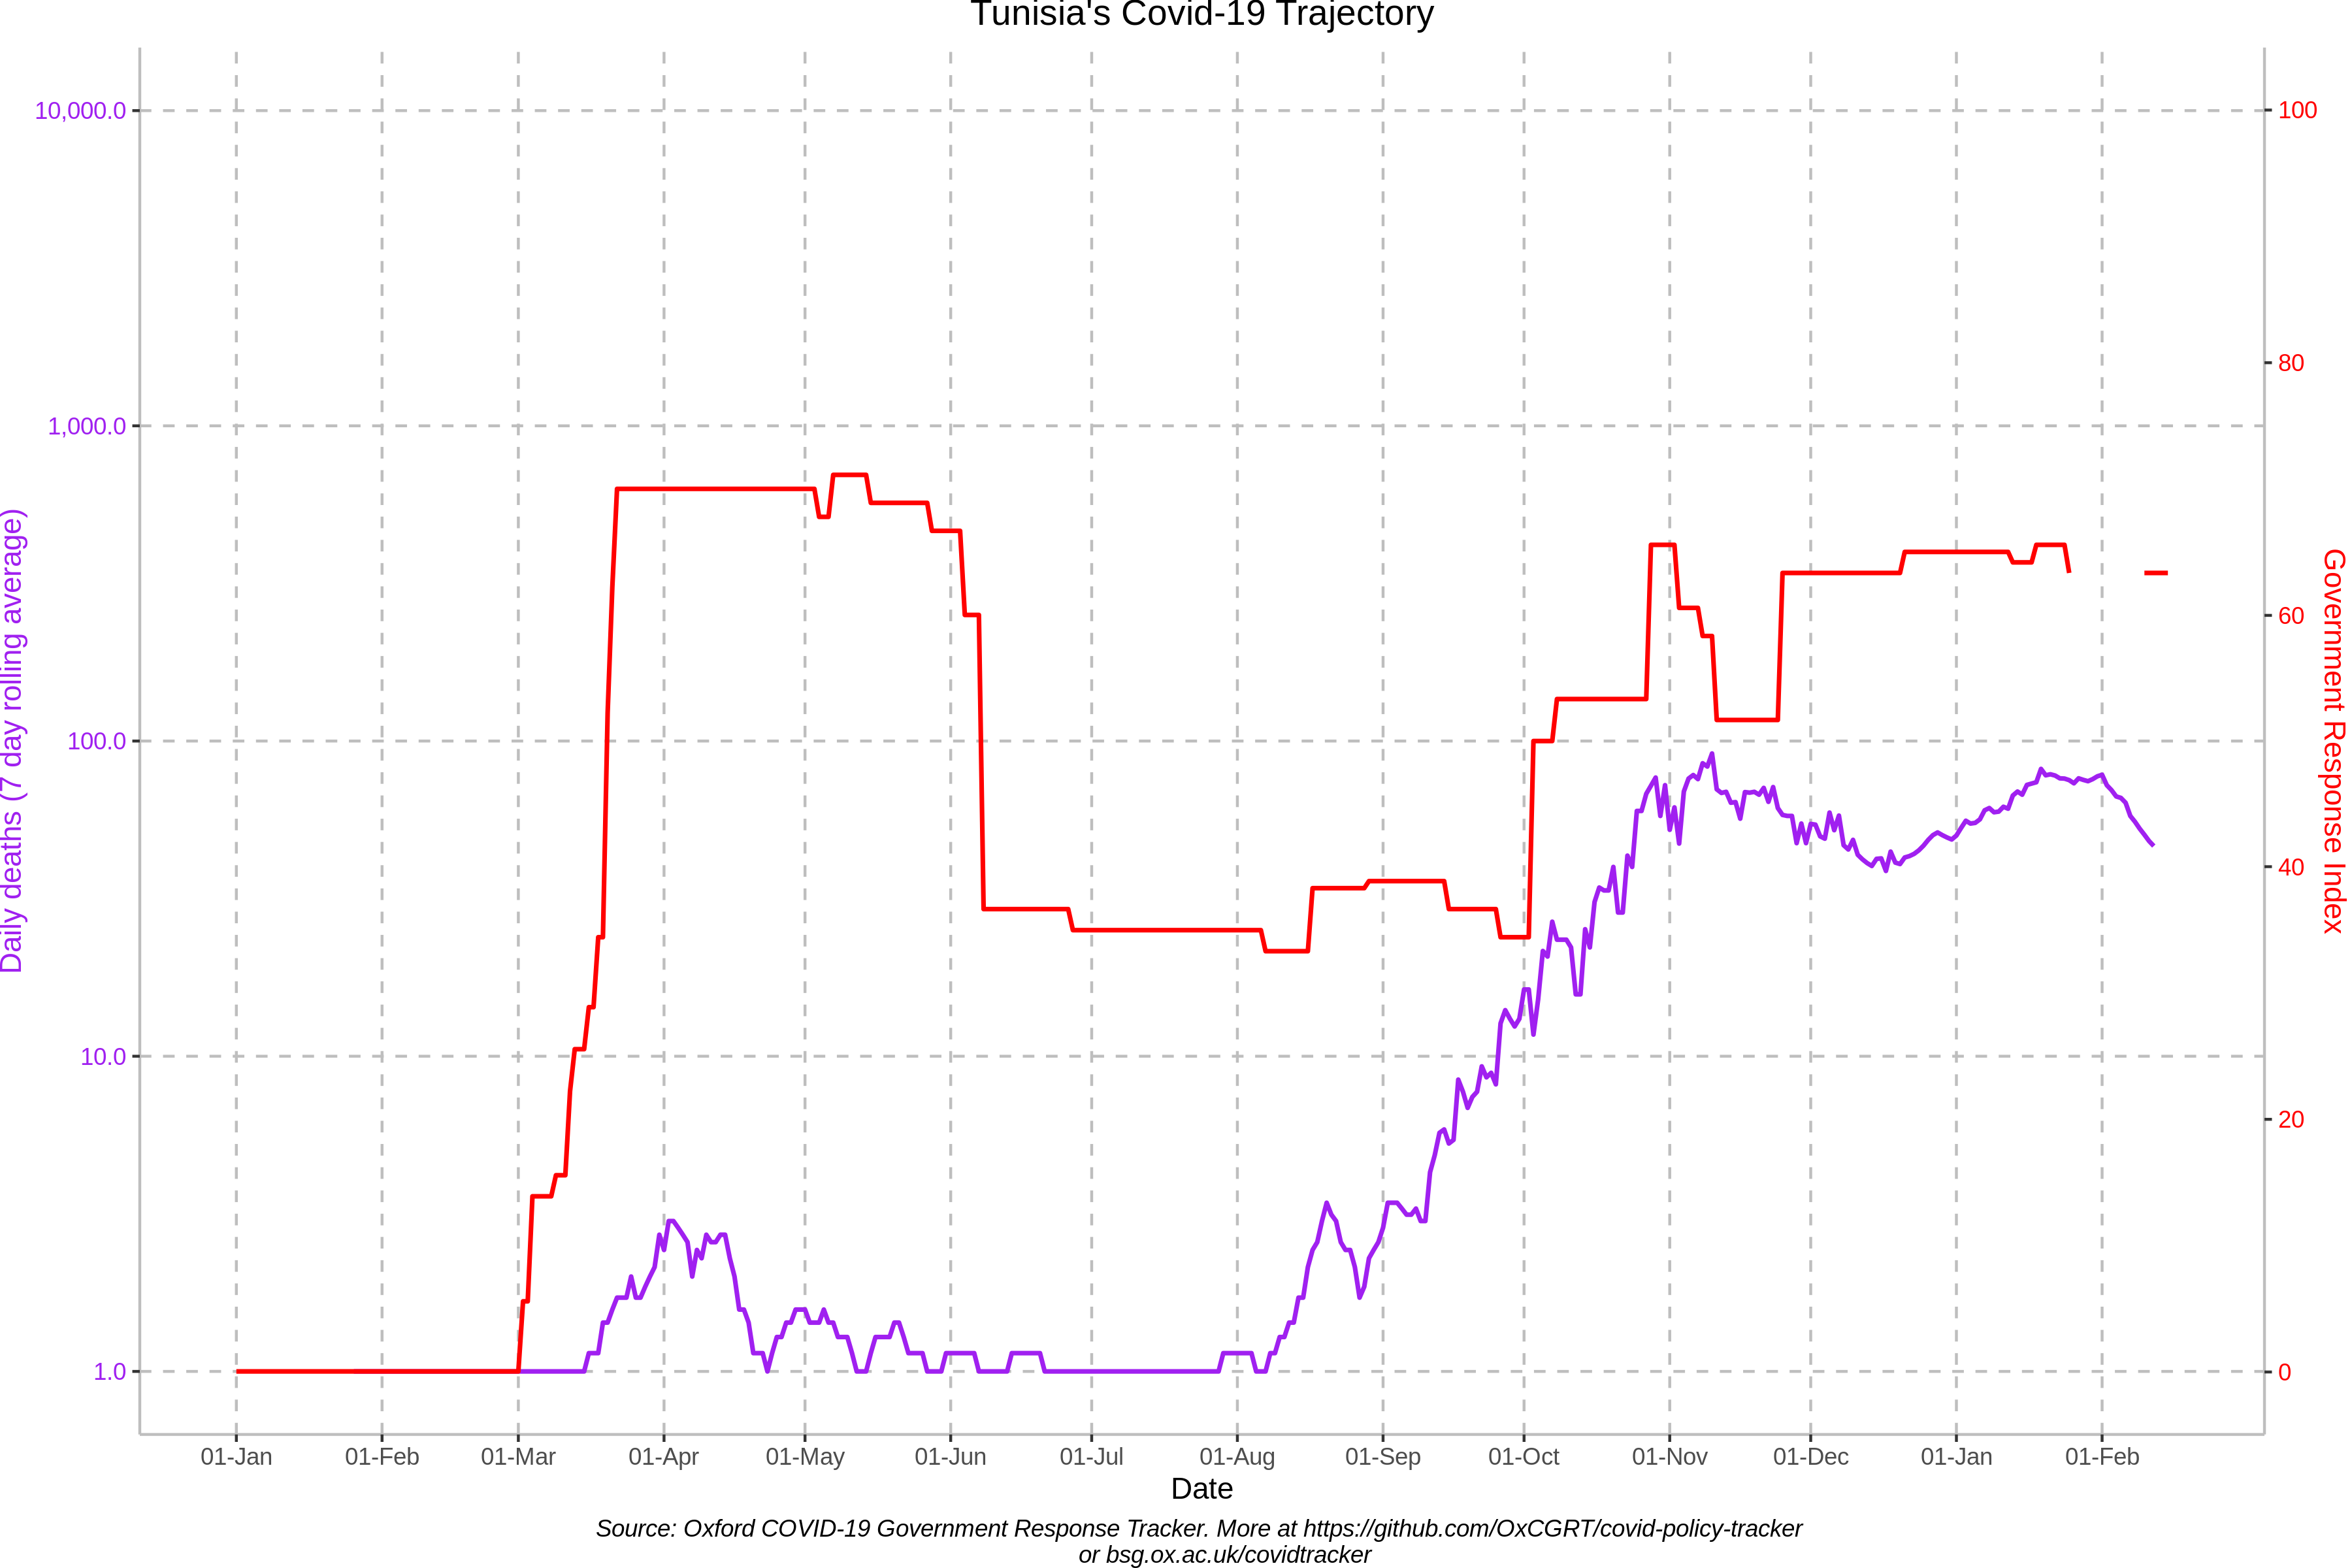 Tunisia's Covid-19 Trajectory
10,000.0
1,000.0
100.0
10.0
1.0
Daily deaths (7 day rolling average)
100
80
60
40
20
0
Government Response Index
01-Jan 01-Feb 01-Mar 01-Apr 01-May 01-Jun 01-Jul 01-Aug 01-Sep 01-Oct 01-Nov 01-Dec 01-Jan 01-Feb
Date
Source: Oxford COVID-19 Government Response Tracker. More at https://github.com/OxCGRT/covid-policy-tracker
or bsg.ox.ac.uk/covidtracker